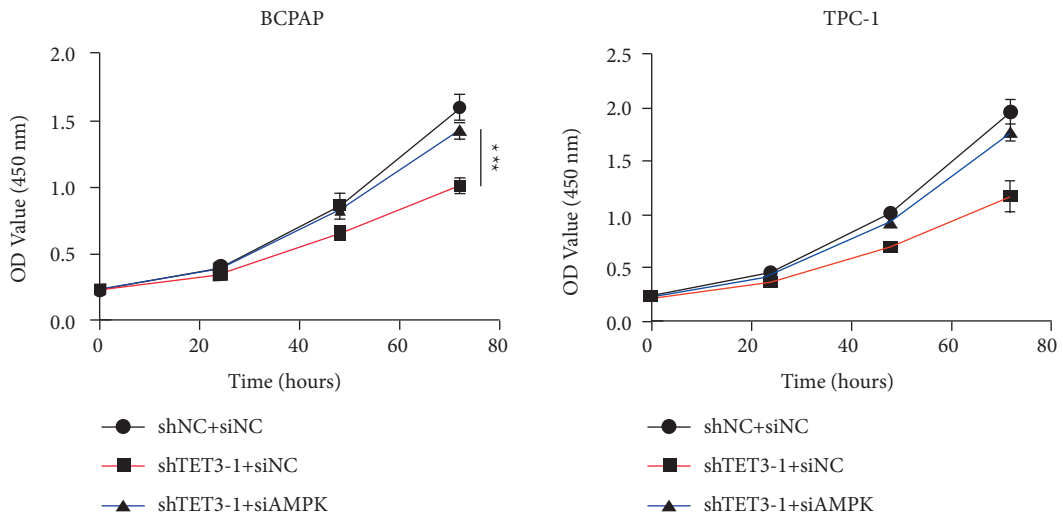 BCPAP
2.0
1.5
1.0
0.5
0.0
OD Value (450 nm)
0
20
40
60
80
Time (hours)
***
shNC+siNC
shTET3-1+siNC
shTET3-1+siAMPK
TPC-1
2.5
2.0
1.5
1.0
0.5
0.0
OD Value (450 nm)
0
20
40
60
80
Time (hours)
shNC+siNC
shTET3-1+siNC
shTET3-1+siAMPK